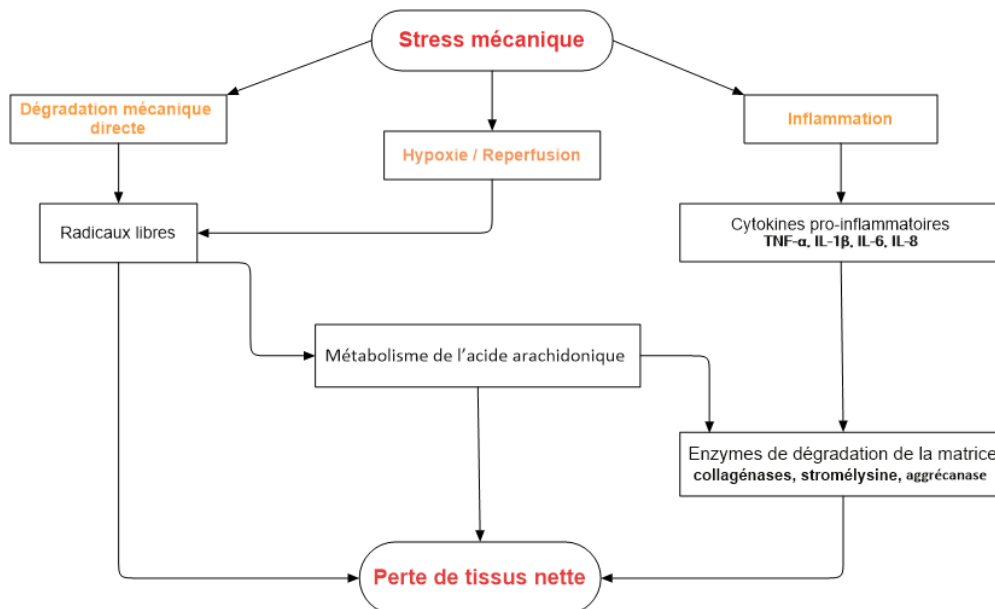 Stress mécanique
Dégradation mécanique
directe
Hypoxie / Reperfusion
Inflammation
Radicaux libres
Cytokines pro-inflammatoires
TNF-α, IL-1β, IL-6, IL-8
Métabolisme de l'acide arachidonique
Enzymes de dégradation de la matrice
collagénases, stromélysine, aggrécanase
Perte de tissus nette